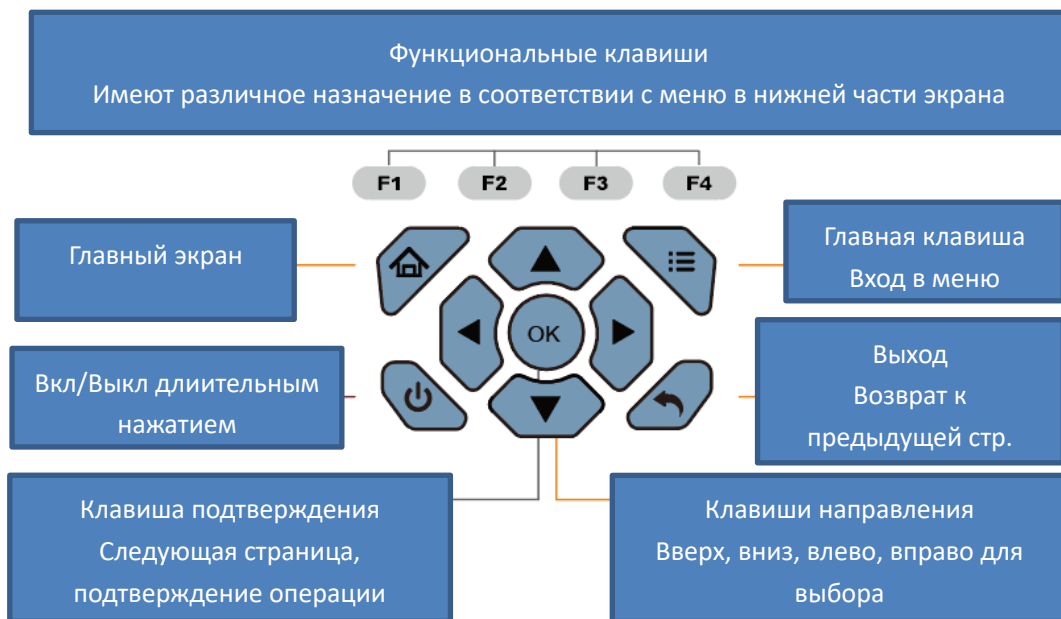 Функциональные клавиши
Имеют различное назначение в соответствии с меню в нижней части экрана
F1 F2 F3 F4
Главный экран
Главная клавиша
Вход в меню
OK
Вкл/Выкл длиительным
нажатием
Выход
Возврат к
предыдущей стр.
Клавиша подтверждения
Следующая страница,
подтверждение операции
Клавиши направления
Вверх, вниз, влево, вправо для
выбора